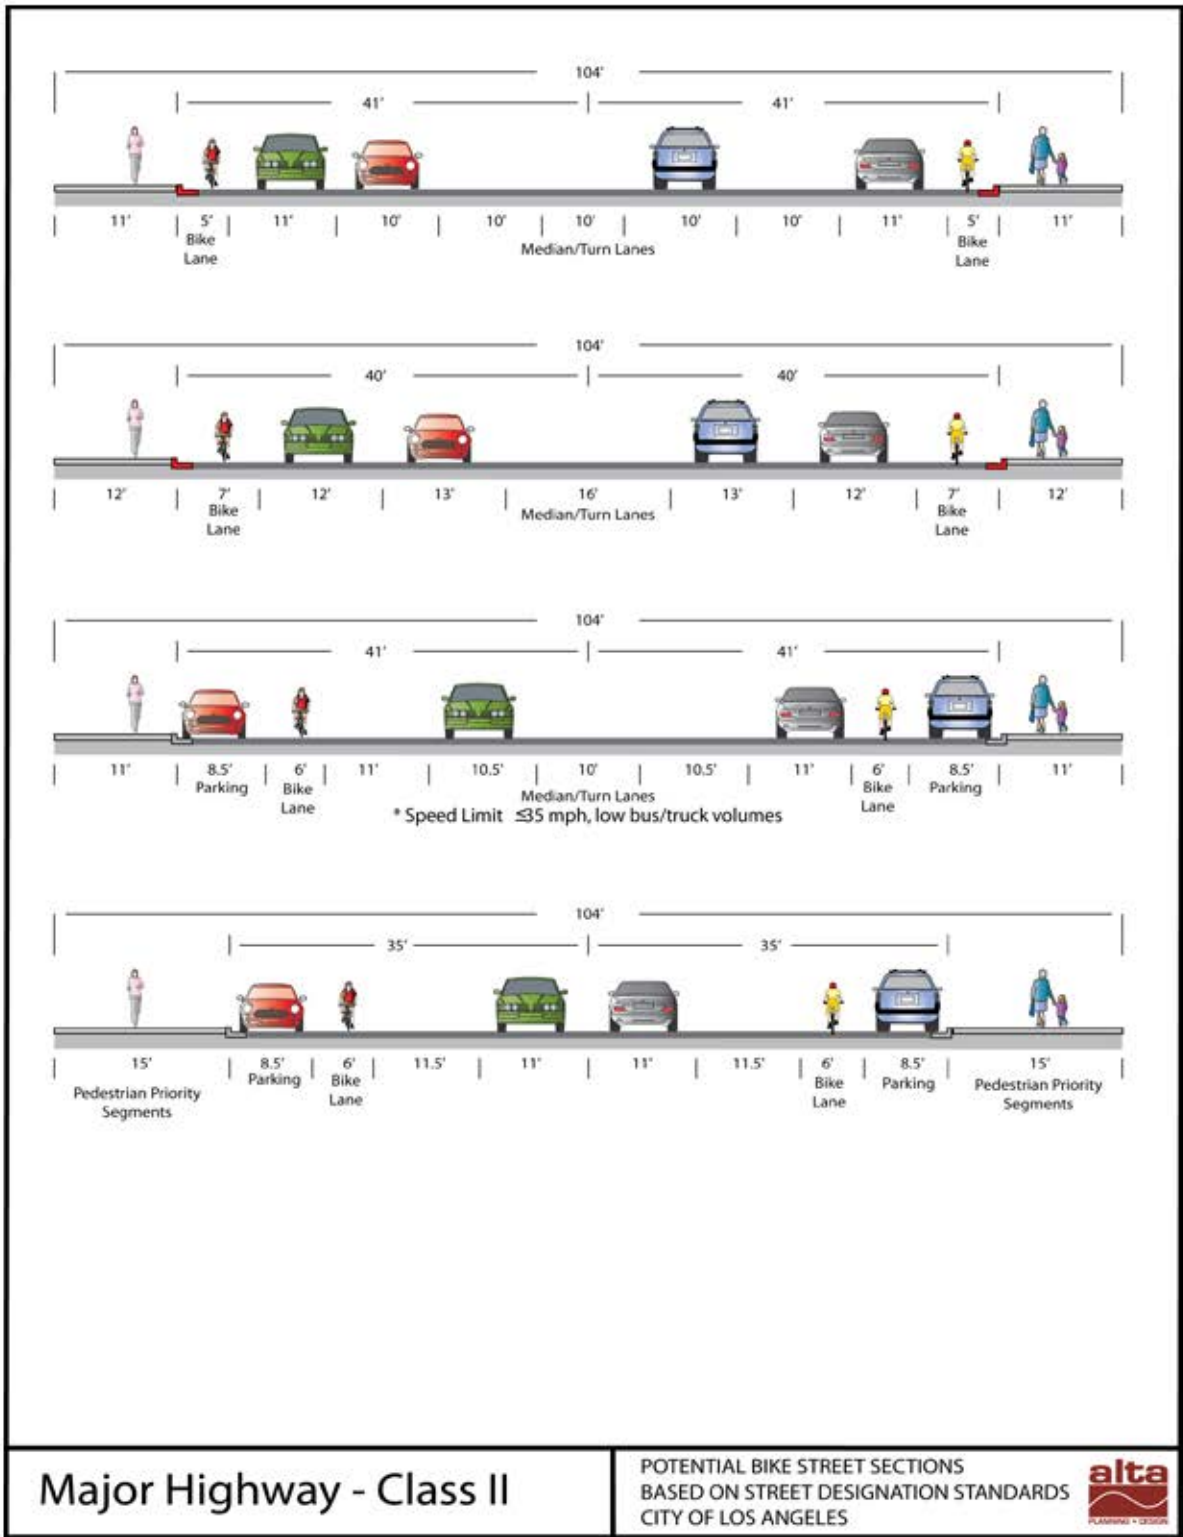 104'
41' 41'
11' 5' 11' 10' 10' 10' 10' 10' 11' 5' 11'
Bike Median/Turn Lanes Bike
Lane Lane
104'
40' 40'
12' 7' 12' 13' 16' 13' 12' 7' 12'
Bike Median/Turn Lanes Bike
Lane Lane
104'
41' 41'
11' 8.5' 6' 11' 10.5' 10' 10.5' 11' 6' 8.5' 11'
Parking Bike Median/Turn Lanes Bike Parking
Lane Lane
* Speed Limit ≤35 mph, low bus/truck volumes
104'
35' 35'
15' 8.5' 6' 11.5' 11' 11' 11.5' 6' 8.5' 15'
Pedestrian Priority Parking Bike Bike Parking Pedestrian Priority
Segments Lane Lane Segments
Major Highway - Class II
POTENTIAL BIKE STREET SECTIONS
BASED ON STREET DESIGNATION STANDARDS
CITY OF LOS ANGELES
alta
PLANNING + DESIGN